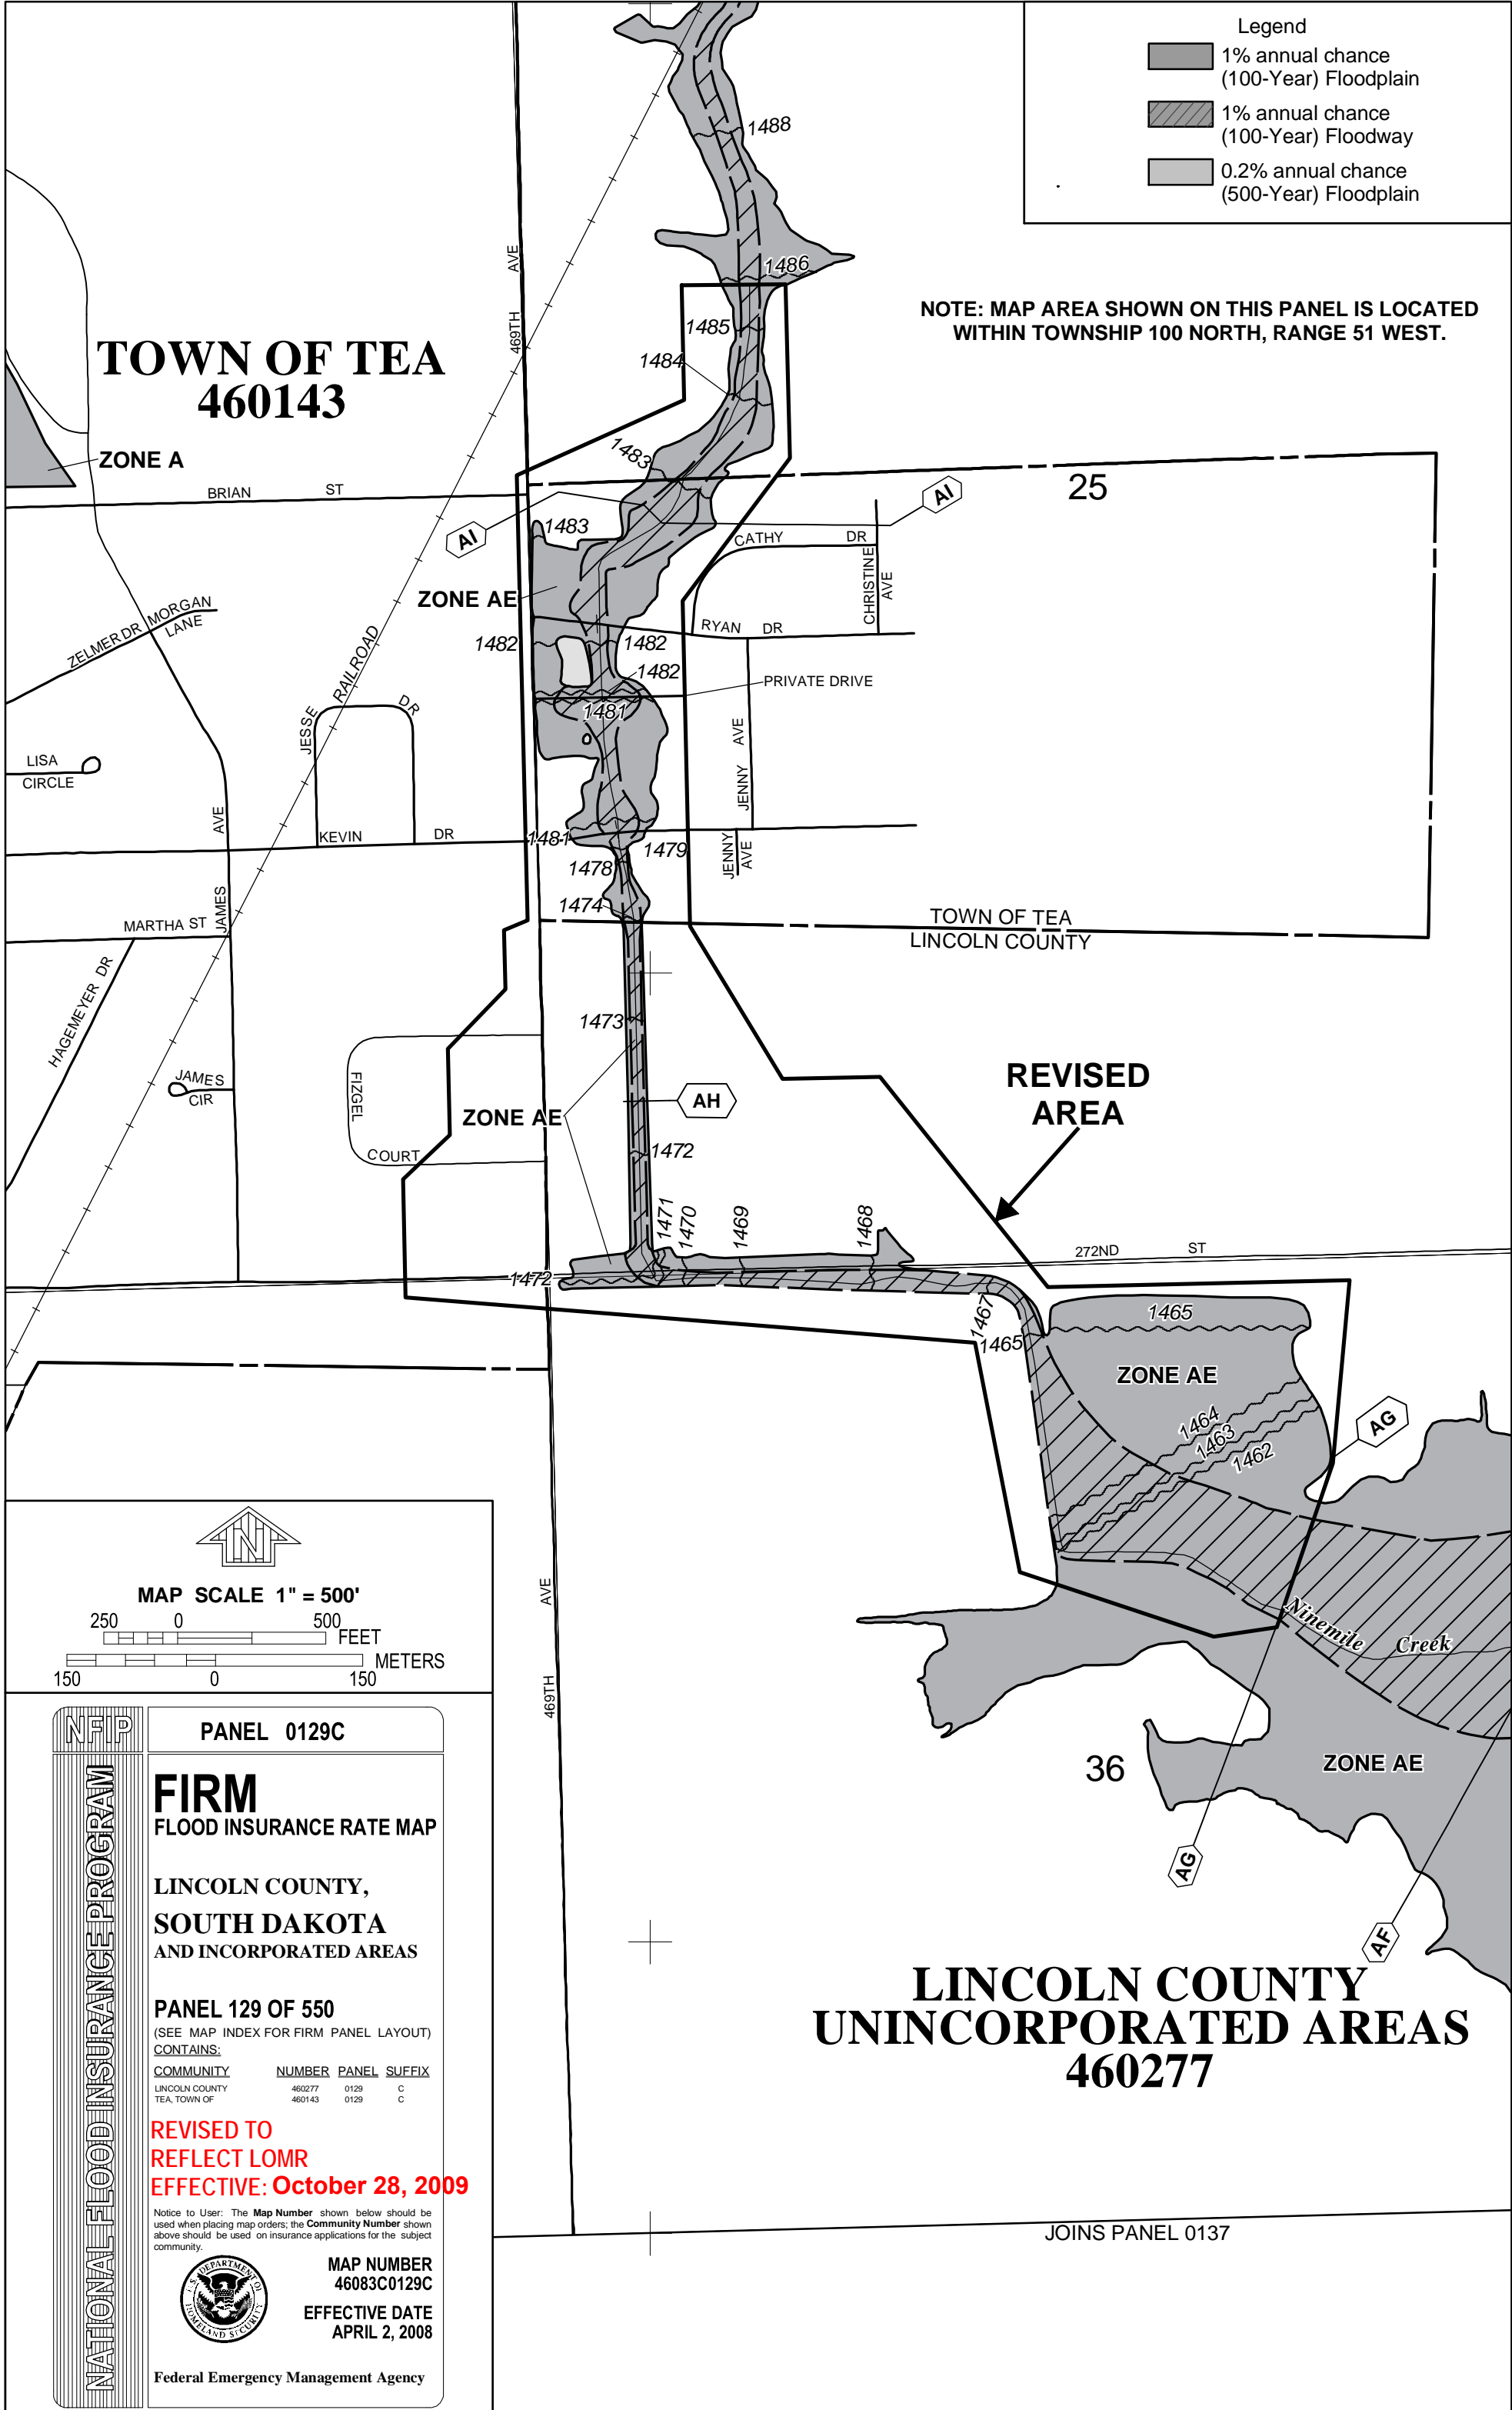 Legend
1% annual chance
(100-Year) Floodplain
1% annual chance
(100-Year) Floodway
0.2% annual chance
(500-Year) Floodplain
NOTE: MAP AREA SHOWN ON THIS PANEL IS LOCATED
WITHIN TOWNSHIP 100 NORTH, RANGE 51 WEST.
1488
1486
1485
1484
469TH AVE
TOWN OF TEA
460143
ZONE A
BRIAN ST
1483
25
AI
AI
1483
CATHY DR
CHRISTINE AVE
ZONE AE
ZELMER DR
MORGAN LANE
RAILROAD
1482
1482
RYAN DR
1482
PRIVATE DRIVE
1481
JESSE DR
JENNY AVE
LISA
CIRCLE
JAMES AVE
KEVIN DR
1481
1479
JENNY AVE
1478
1474
MARTHA ST
TOWN OF TEA
LINCOLN COUNTY
HAGEMEYER DR
1473
JAMES
CIR
FIZGEL
COURT
ZONE AE
AH
REVISED
AREA
1472
1471
1470
1469
1468
272ND ST
1472
1467
1465
1465
ZONE AE
1464
1463
1462
AG
MAP SCALE 1" = 500'
250 0 500
FEET
METERS
150 0 150
469TH AVE
Ninemile Creek
36
ZONE AE
AG
AF
NFIP
NATIONAL FLOOD INSURANCE PROGRAM
PANEL 0129C
FIRM
FLOOD INSURANCE RATE MAP
LINCOLN COUNTY,
SOUTH DAKOTA
AND INCORPORATED AREAS
PANEL 129 OF 550
(SEE MAP INDEX FOR FIRM PANEL LAYOUT)
CONTAINS:
COMMUNITY NUMBER PANEL SUFFIX
LINCOLN COUNTY 460277 0129 C
TEA, TOWN OF 460143 0129 C
REVISED TO
REFLECT LOMR
EFFECTIVE: October 28, 2009
Notice to User: The Map Number shown below should be
used when placing map orders; the Community Number shown
above should be used on insurance applications for the subject
community.
U.S. DEPARTMENT OF HOMELAND SECURITY
MAP NUMBER
46083C0129C
EFFECTIVE DATE
APRIL 2, 2008
Federal Emergency Management Agency
LINCOLN COUNTY
UNINCORPORATED AREAS
460277
JOINS PANEL 0137